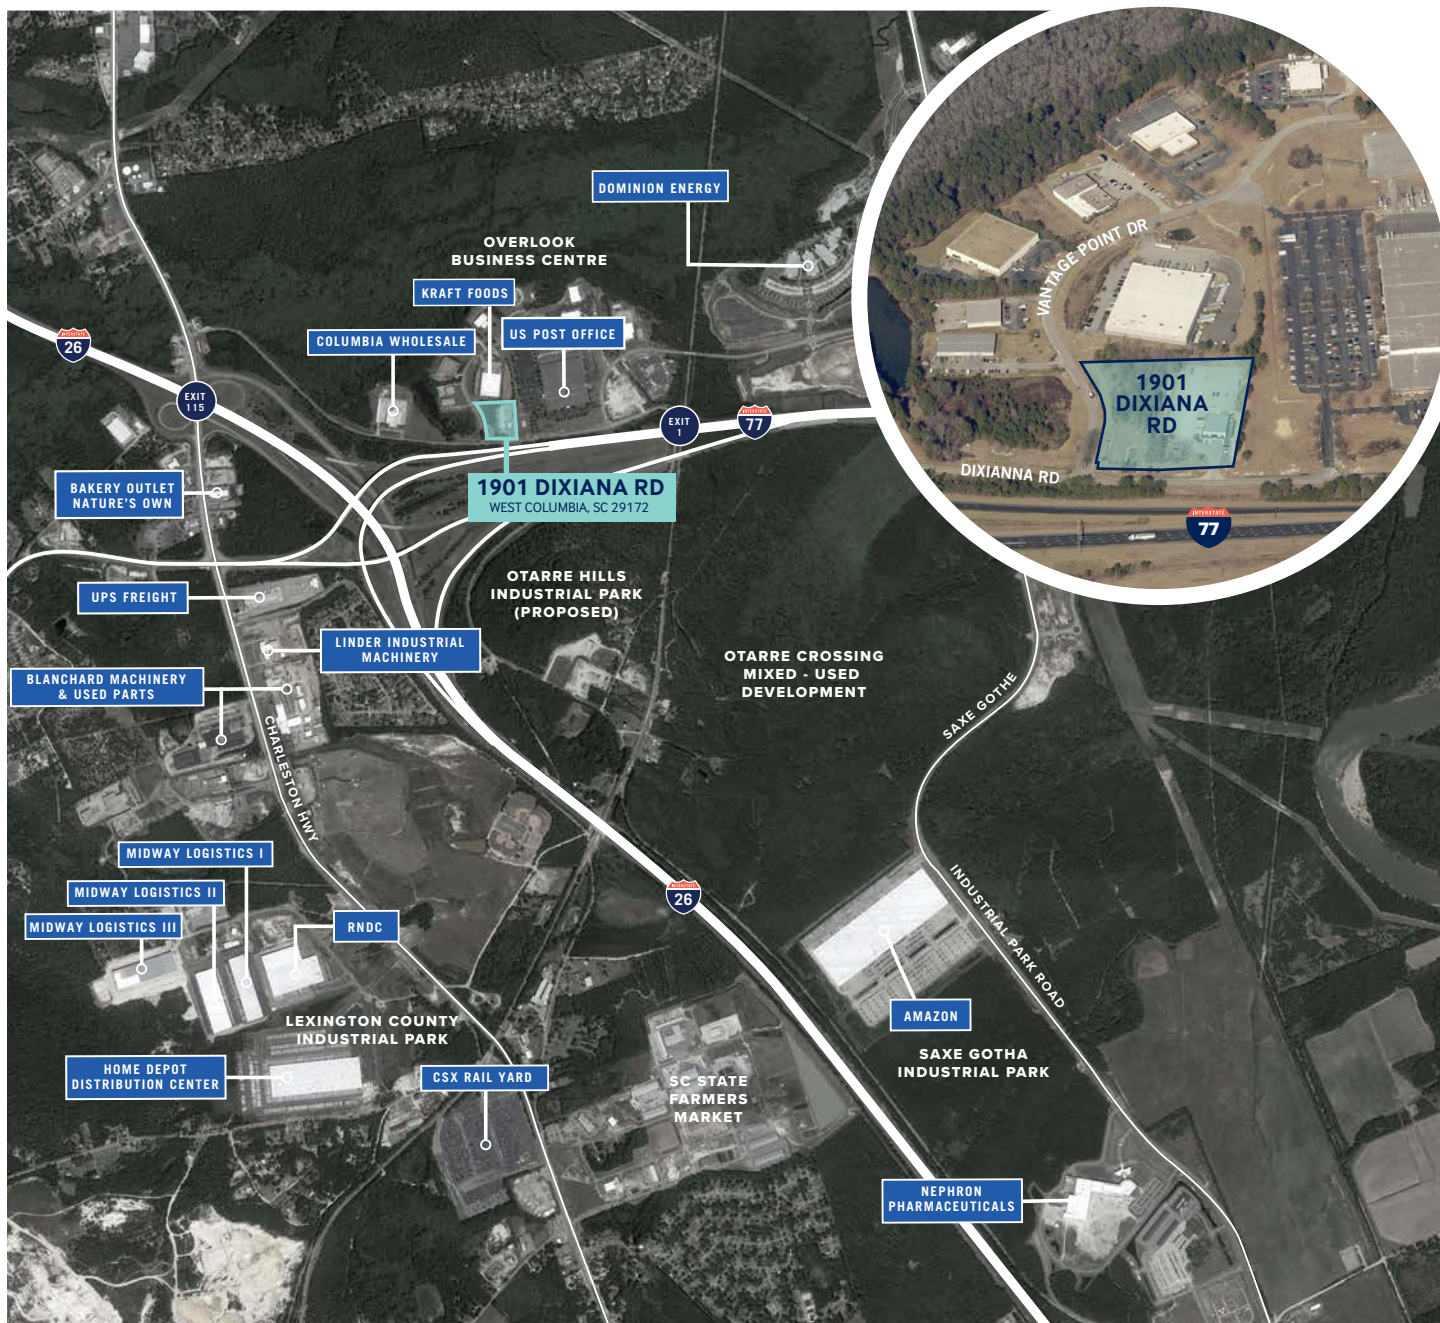 DOMINION ENERGY
OVERLOOK
BUSINESS CENTRE
KRAFT FOODS
COLUMBIA WHOLESALE
US POST OFFICE
INTERSTATE
26
EXIT
115
EXIT
1
INTERSTATE
77
1901 DIXIANA RD
WEST COLUMBIA, SC 29172
VANTAGE POINT DR
1901
DIXIANA
RD
DIXIANNA RD
INTERSTATE
77
BAKERY OUTLET
NATURE'S OWN
UPS FREIGHT
OTARRE HILLS
INDUSTRIAL PARK
(PROPOSED)
LINDER INDUSTRIAL
MACHINERY
BLANCHARD MACHINERY
& USED PARTS
OTARRE CROSSING
MIXED - USED
DEVELOPMENT
SAXE GOTHE
CHARLESTON HWY
MIDWAY LOGISTICS I
MIDWAY LOGISTICS II
MIDWAY LOGISTICS III
RNDC
INTERSTATE
26
INDUSTRIAL PARK ROAD
AMAZON
LEXINGTON COUNTY
INDUSTRIAL PARK
SAXE GOTHA
INDUSTRIAL PARK
HOME DEPOT
DISTRIBUTION CENTER
CSX RAIL YARD
SC STATE
FARMERS
MARKET
NEPHRON
PHARMACEUTICALS